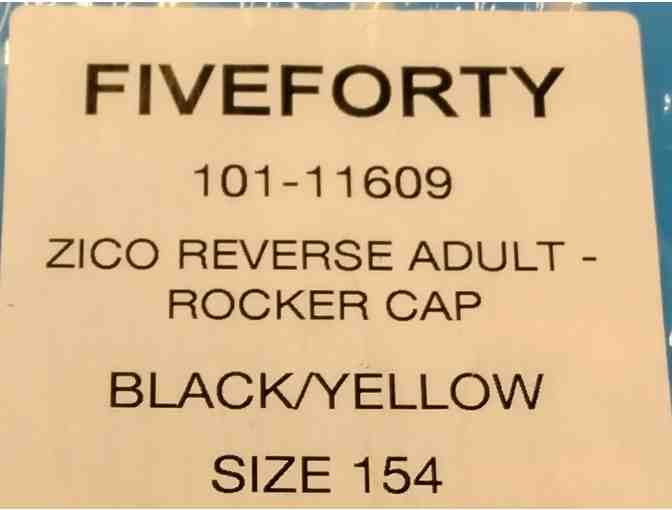 FIVEFORTY
101-11609
ZICO REVERSE ADULT -
ROCKER CAP
BLACK/YELLOW
SIZE 154